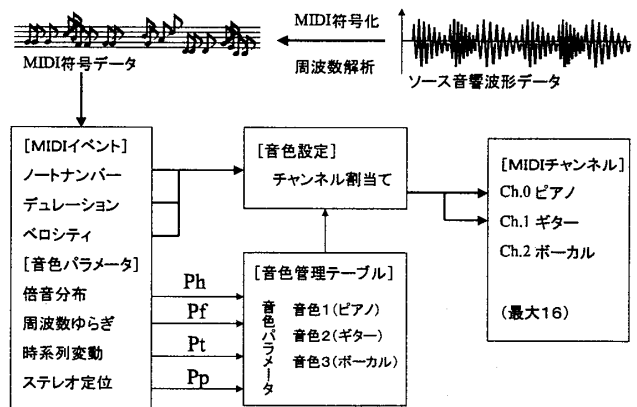 MIDI符号化
周波数解析
MIDI符号データ
ソース音響波形データ
[MIDIイベント]
ノートナンバー
デュレーション
ベロシティ
[音色パラメータ]
倍音分布
周波数ゆらぎ
時系列変動
ステレオ定位
Ph
Pf
Pt
Pp
[音色設定]
チャンネル割当て
[音色管理テーブル]
音色パラメータ
音色1(ピアノ)
音色2(ギター)
音色3(ボーカル)
[MIDIチャンネル]
Ch.0 ピアノ
Ch.1 ギター
Ch.2 ボーカル
(最大16)